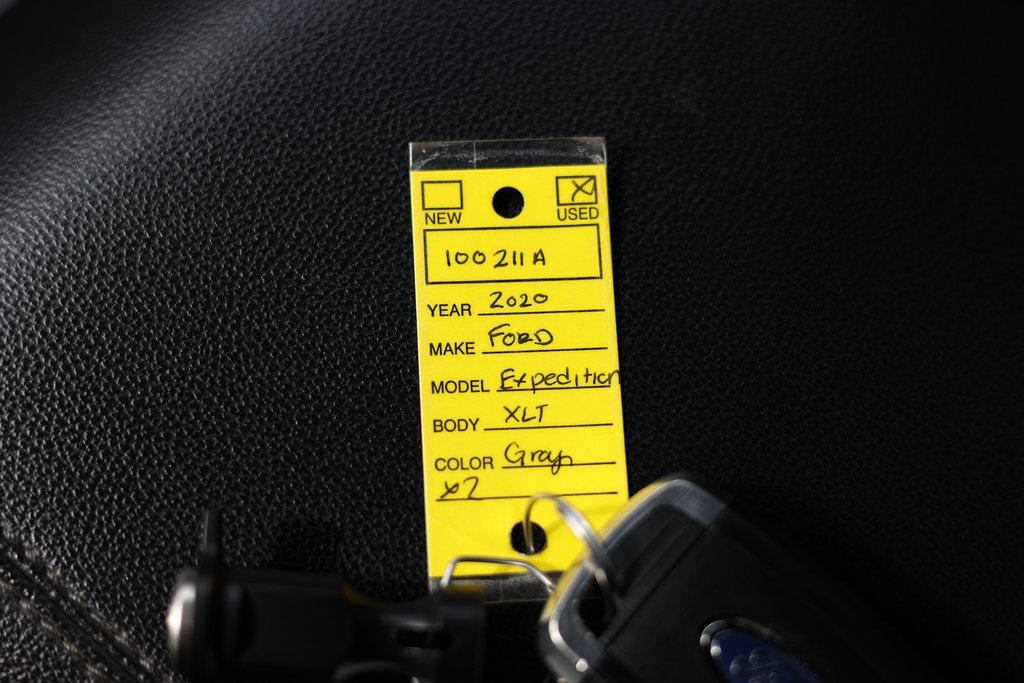 NEW USED
100211A
YEAR 2020
MAKE FORD
MODEL Expedition
BODY XLT
COLOR Gray
x2